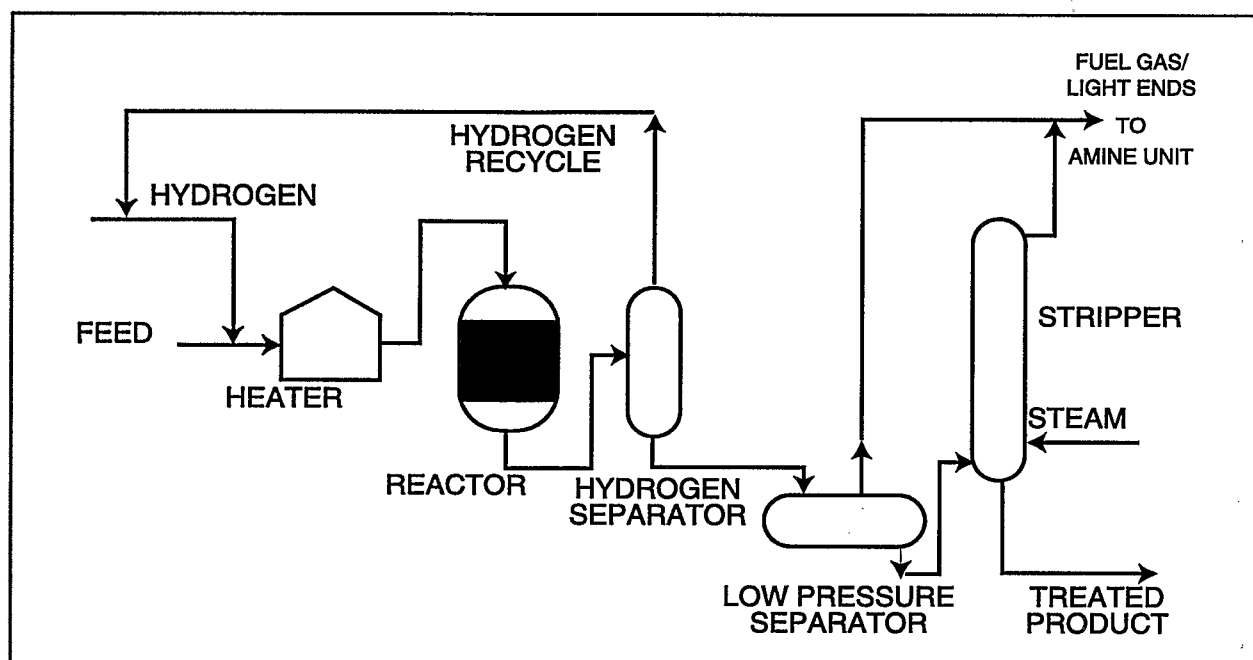 FUEL GAS/
LIGHT ENDS
TO
AMINE UNIT
HYDROGEN
RECYCLE
HYDROGEN
FEED
HEATER
STRIPPER
STEAM
REACTOR
HYDROGEN
SEPARATOR
LOW PRESSURE
SEPARATOR
TREATED
PRODUCT